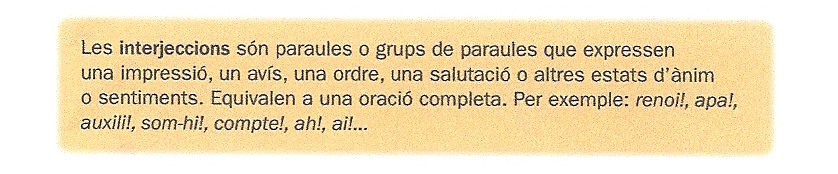 Les interjeccions són paraules o grups de paraules que expressen
una impressió, un avís, una ordre, una salutació o altres estats d'ànim
o sentiments. Equivalen a una oració completa. Per exemple: renoi!, apa!,
auxili!, som-hi!, compte!, ah!, ai!...